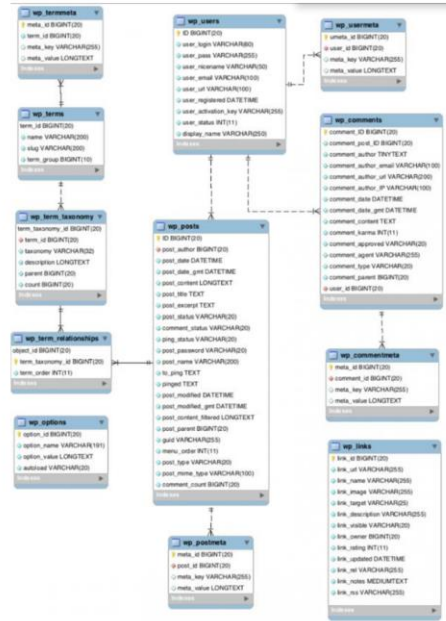 wp_termmeta
meta_id BIGINT(20)
term_id BIGINT(20)
meta_key VARCHAR(255)
meta_value LONGTEXT
Indexes
wp_terms
term_id BIGINT(20)
name VARCHAR(200)
slug VARCHAR(200)
term_group BIGINT(10)
Indexes
wp_term_taxonomy
term_taxonomy_id BIGINT(20)
term_id BIGINT(20)
taxonomy VARCHAR(32)
description LONGTEXT
parent BIGINT(20)
count BIGINT(20)
Indexes
wp_term_relationships
object_id BIGINT(20)
term_taxonomy_id BIGINT(20)
term_order INT(11)
Indexes
wp_options
option_id BIGINT(20)
option_name VARCHAR(191)
option_value LONGTEXT
autoload VARCHAR(20)
Indexes
wp_users
ID BIGINT(20)
user_login VARCHAR(60)
user_pass VARCHAR(255)
user_nicename VARCHAR(50)
user_email VARCHAR(100)
user_url VARCHAR(100)
user_registered DATETIME
user_activation_key VARCHAR(255)
user_status INT(11)
display_name VARCHAR(250)
Indexes
wp_posts
ID BIGINT(20)
post_author BIGINT(20)
post_date DATETIME
post_date_gmt DATETIME
post_content LONGTEXT
post_title TEXT
post_excerpt TEXT
post_status VARCHAR(20)
comment_status VARCHAR(20)
ping_status VARCHAR(20)
post_password VARCHAR(20)
post_name VARCHAR(200)
to_ping TEXT
pinged TEXT
post_modified DATETIME
post_modified_gmt DATETIME
post_content_filtered LONGTEXT
post_parent BIGINT(20)
guid VARCHAR(255)
menu_order INT(11)
post_type VARCHAR(20)
post_mime_type VARCHAR(100)
comment_count BIGINT(20)
Indexes
wp_postmeta
meta_id BIGINT(20)
post_id BIGINT(20)
meta_key VARCHAR(255)
meta_value LONGTEXT
Indexes
wp_usermeta
umeta_id BIGINT(20)
user_id BIGINT(20)
meta_key VARCHAR(255)
meta_value LONGTEXT
Indexes
wp_comments
comment_ID BIGINT(20)
comment_post_ID BIGINT(20)
comment_author TINYTEXT
comment_author_email VARCHAR(100)
comment_author_url VARCHAR(200)
comment_author_IP VARCHAR(100)
comment_date DATETIME
comment_date_gmt DATETIME
comment_content TEXT
comment_karma INT(11)
comment_approved VARCHAR(20)
comment_agent VARCHAR(255)
comment_type VARCHAR(20)
comment_parent BIGINT(20)
user_id BIGINT(20)
Indexes
wp_commentmeta
meta_id BIGINT(20)
comment_id BIGINT(20)
meta_key VARCHAR(255)
meta_value LONGTEXT
Indexes
wp_links
link_id BIGINT(20)
link_url VARCHAR(255)
link_name VARCHAR(255)
link_image VARCHAR(255)
link_target VARCHAR(25)
link_description VARCHAR(255)
link_visible VARCHAR(20)
link_owner BIGINT(20)
link_rating INT(11)
link_updated DATETIME
link_rel VARCHAR(255)
link_notes MEDIUMTEXT
link_rss VARCHAR(255)
Indexes